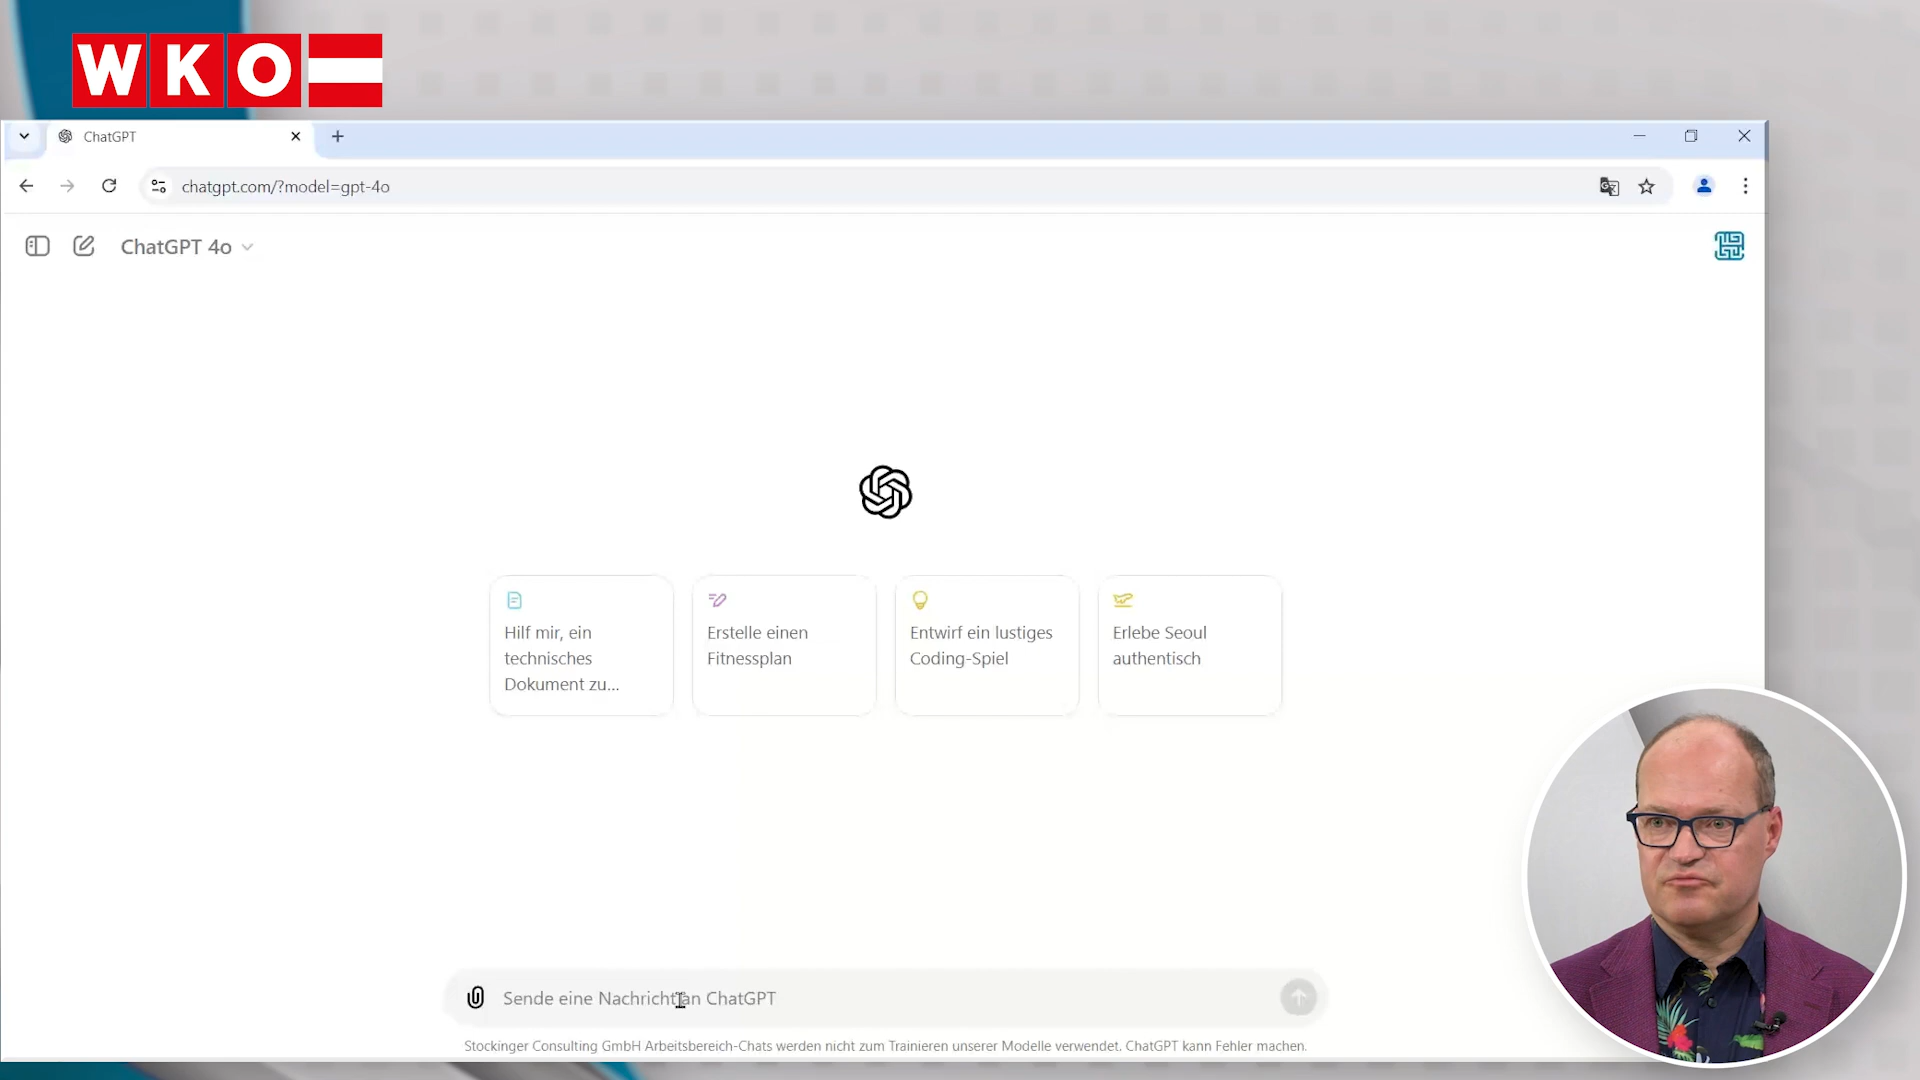 WKO
ChatGPT
chatgpt.com/?model=gpt-4o
ChatGPT 4o
Hilf mir, ein
technisches
Dokument zu...
Erstelle einen
Fitnessplan
Entwirf ein lustiges
Coding-Spiel
Erlebe Seoul
authentisch
Sende eine Nachricht an ChatGPT
Stockinger Consulting GmbH Arbeitsbereich-Chats werden nicht zum Trainieren unserer Modelle verwendet. ChatGPT kann Fehler machen.